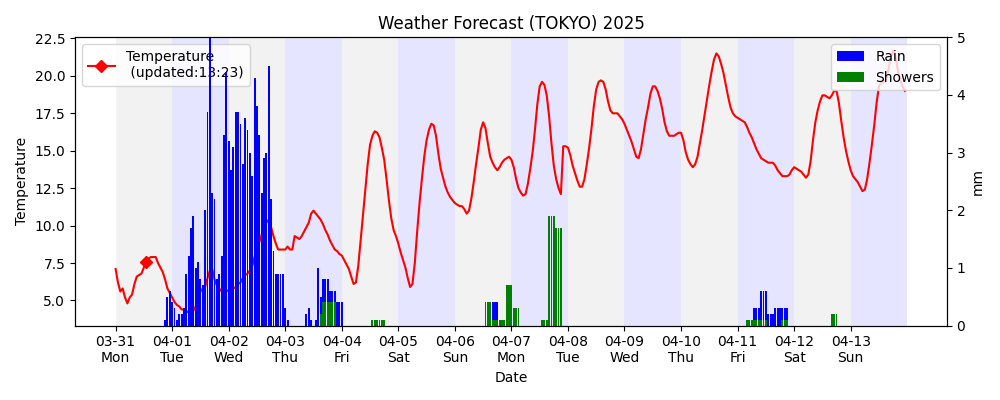 Weather Forecast (TOKYO) 2025
Temperature
(updated:13:23)
Rain
Showers
22.5
20.0
17.5
15.0
12.5
10.0
7.5
5.0
Temperature
5
4
3
2
1
0
mm
03-31 04-01 04-02 04-03 04-04 04-05 04-06 04-07 04-08 04-09 04-10 04-11 04-12 04-13
Mon Tue Wed Thu Fri Sat Sun Mon Tue Wed Thu Fri Sat Sun
Date